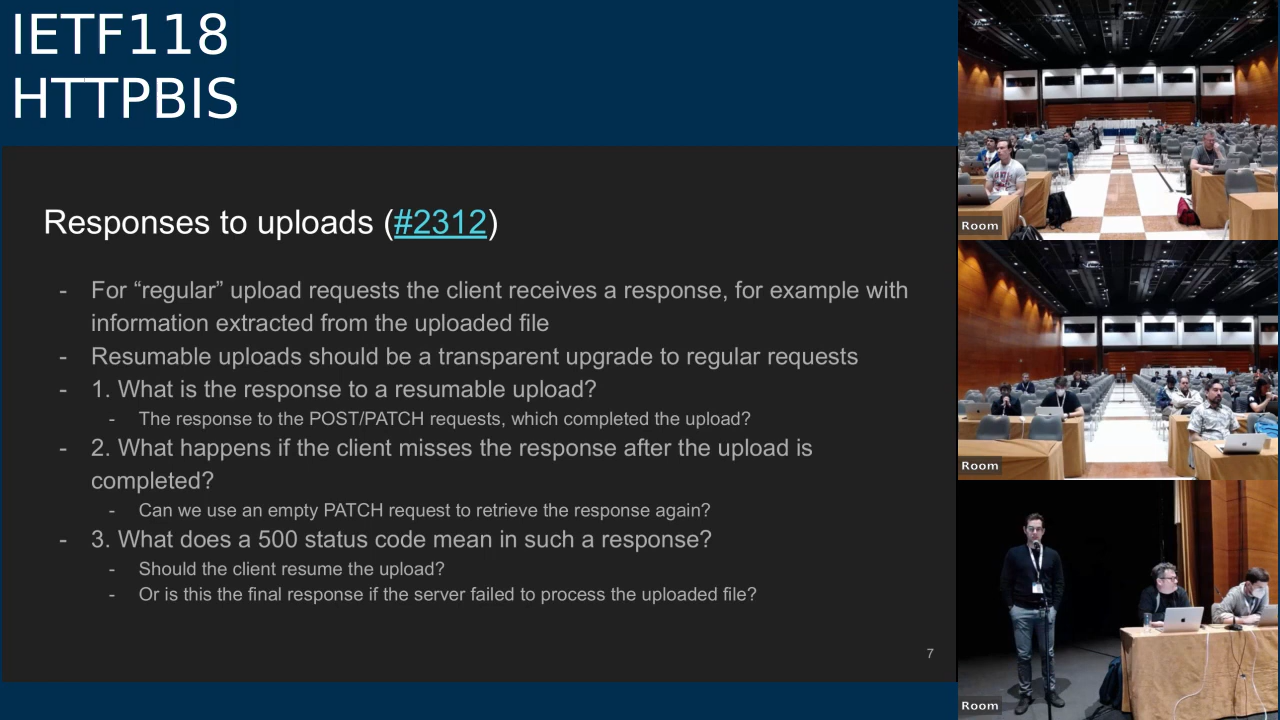 IETF118
HTTPBIS
Responses to uploads (#2312)
- For “regular” upload requests the client receives a response, for example with
information extracted from the uploaded file
- Resumable uploads should be a transparent upgrade to regular requests
- 1. What is the response to a resumable upload?
- The response to the POST/PATCH requests, which completed the upload?
- 2. What happens if the client misses the response after the upload is
completed?
- Can we use an empty PATCH request to retrieve the response again?
- 3. What does a 500 status code mean in such a response?
- Should the client resume the upload?
- Or is this the final response if the server failed to process the uploaded file?
7
Room
Room
Room